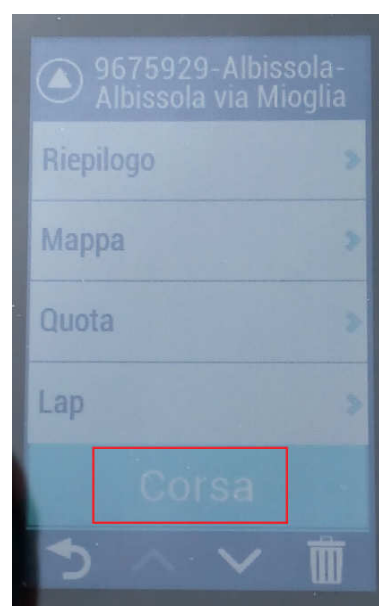 9675929-Albissola-
Albissola via Mioglia
Riepilogo
Mappa
Quota
Lap
Corsa